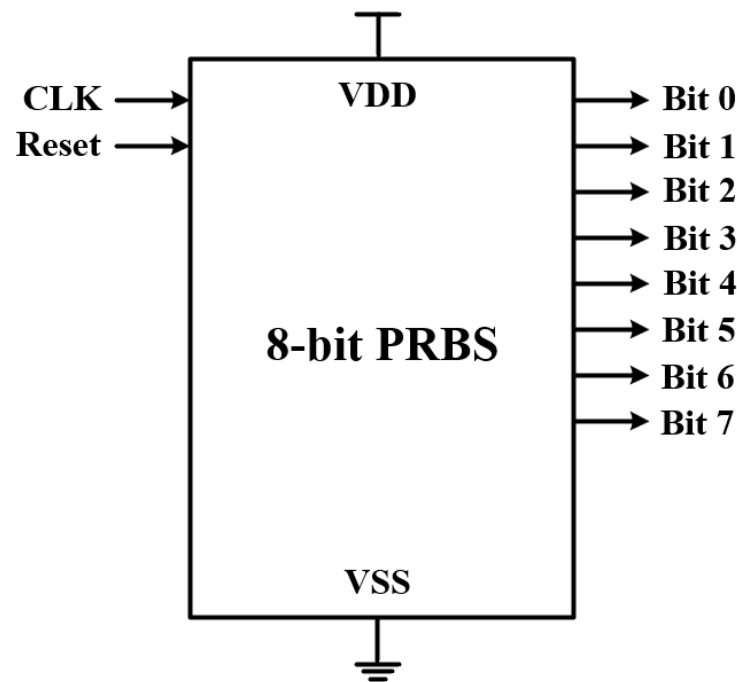 VDD
CLK
Reset
Bit 0
Bit 1
Bit 2
Bit 3
Bit 4
Bit 5
Bit 6
Bit 7
8-bit PRBS
VSS